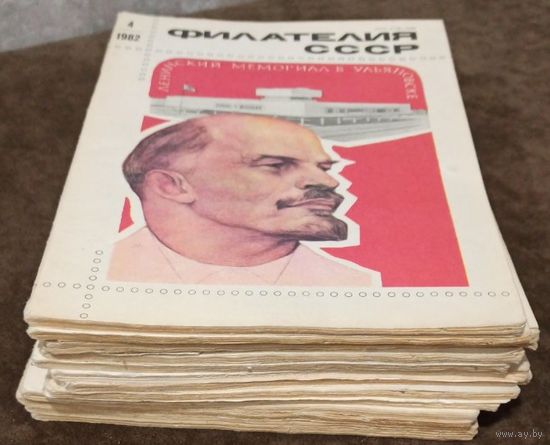 4
1982
ФИЛАТЕЛИЯ
СССР
ЛЕНИНСКИЙ МЕМОРИАЛ В УЛЬЯНОВСКЕ
www.ay.by